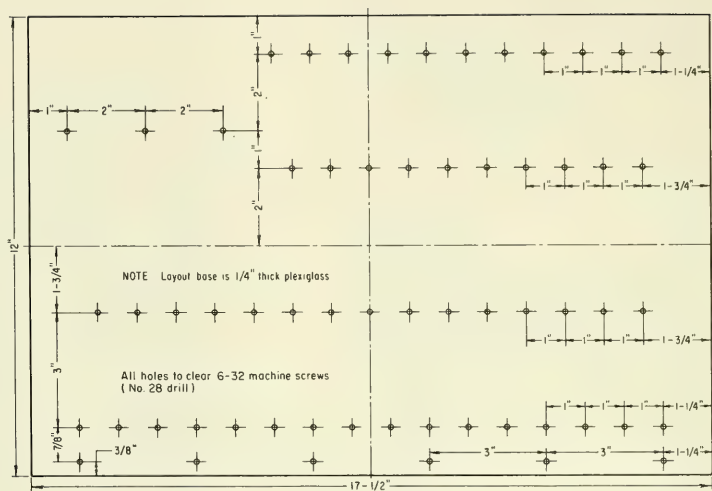 1"
1" 1" 1" 1-1/4"
2"
1" 2" 2"
1"
2"
1" 1" 1" 1-3/4"
12"
1-3/4"
NOTE Layout base is 1/4" thick plexiglass
1" 1" 1" 1-3/4"
3"
All holes to clear 6-32 machine screws
(No. 28 drill)
1" 1" 1" 1-1/4"
7/8"
3/8"
3" 3" 1-1/4"
17-1/2"